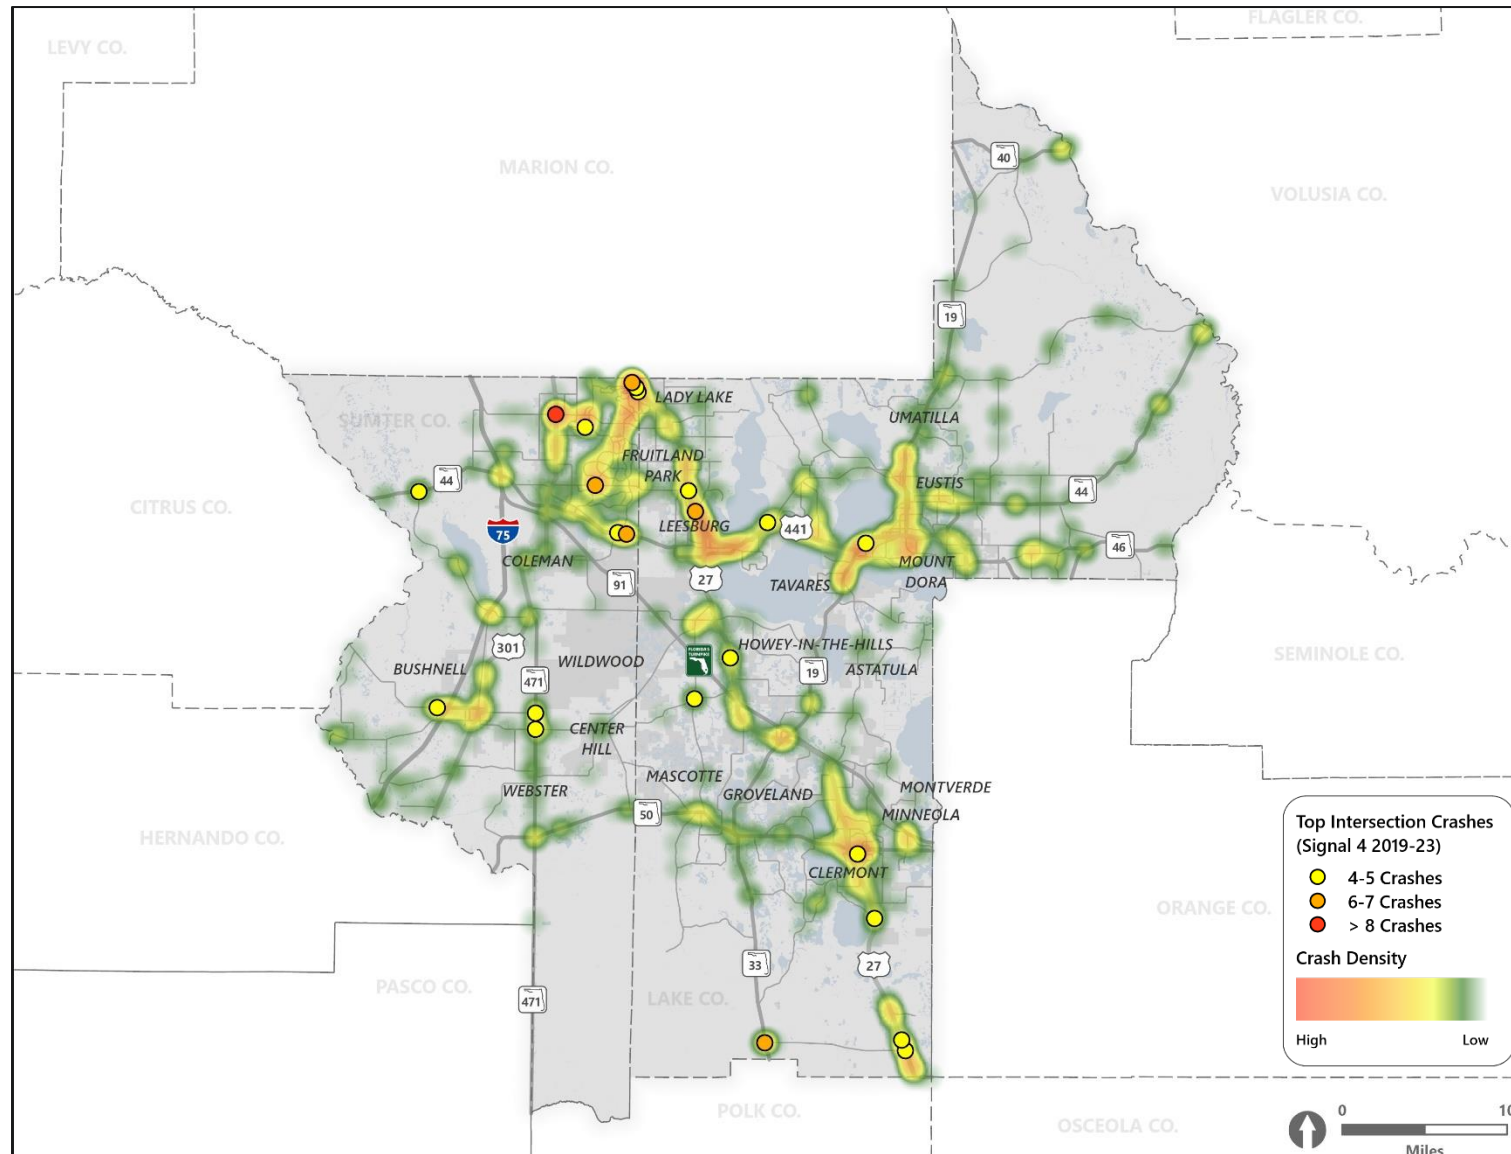 FLAGLER CO.
LEVY CO.
MARION CO.
40
VOLUSIA CO.
19
LADY LAKE
SUMTER CO.
UMATILLA
FRUITLAND
PARK
44
EUSTIS
44
CITRUS CO.
LEESBURG
441
75
46
COLEMAN
MOUNT
DORA
91
27
TAVARES
301
HOWEY-IN-THE-HILLS
SEMINOLE CO.
WILDWOOD
FLORIDA'S
TURNPIKE
BUSHNELL
471
19
ASTATULA
CENTER
HILL
MASCOTTE
WEBSTER
GROVELAND
MONTVERDE
MINNEOLA
50
HERNANDO CO.
CLERMONT
ORANGE CO.
33
27
PASCO CO.
LAKE CO.
471
POLK CO.
OSCEOLA CO.
Top Intersection Crashes
(Signal 4 2019-23)
4-5 Crashes
6-7 Crashes
> 8 Crashes
Crash Density
High Low
0 10
Miles